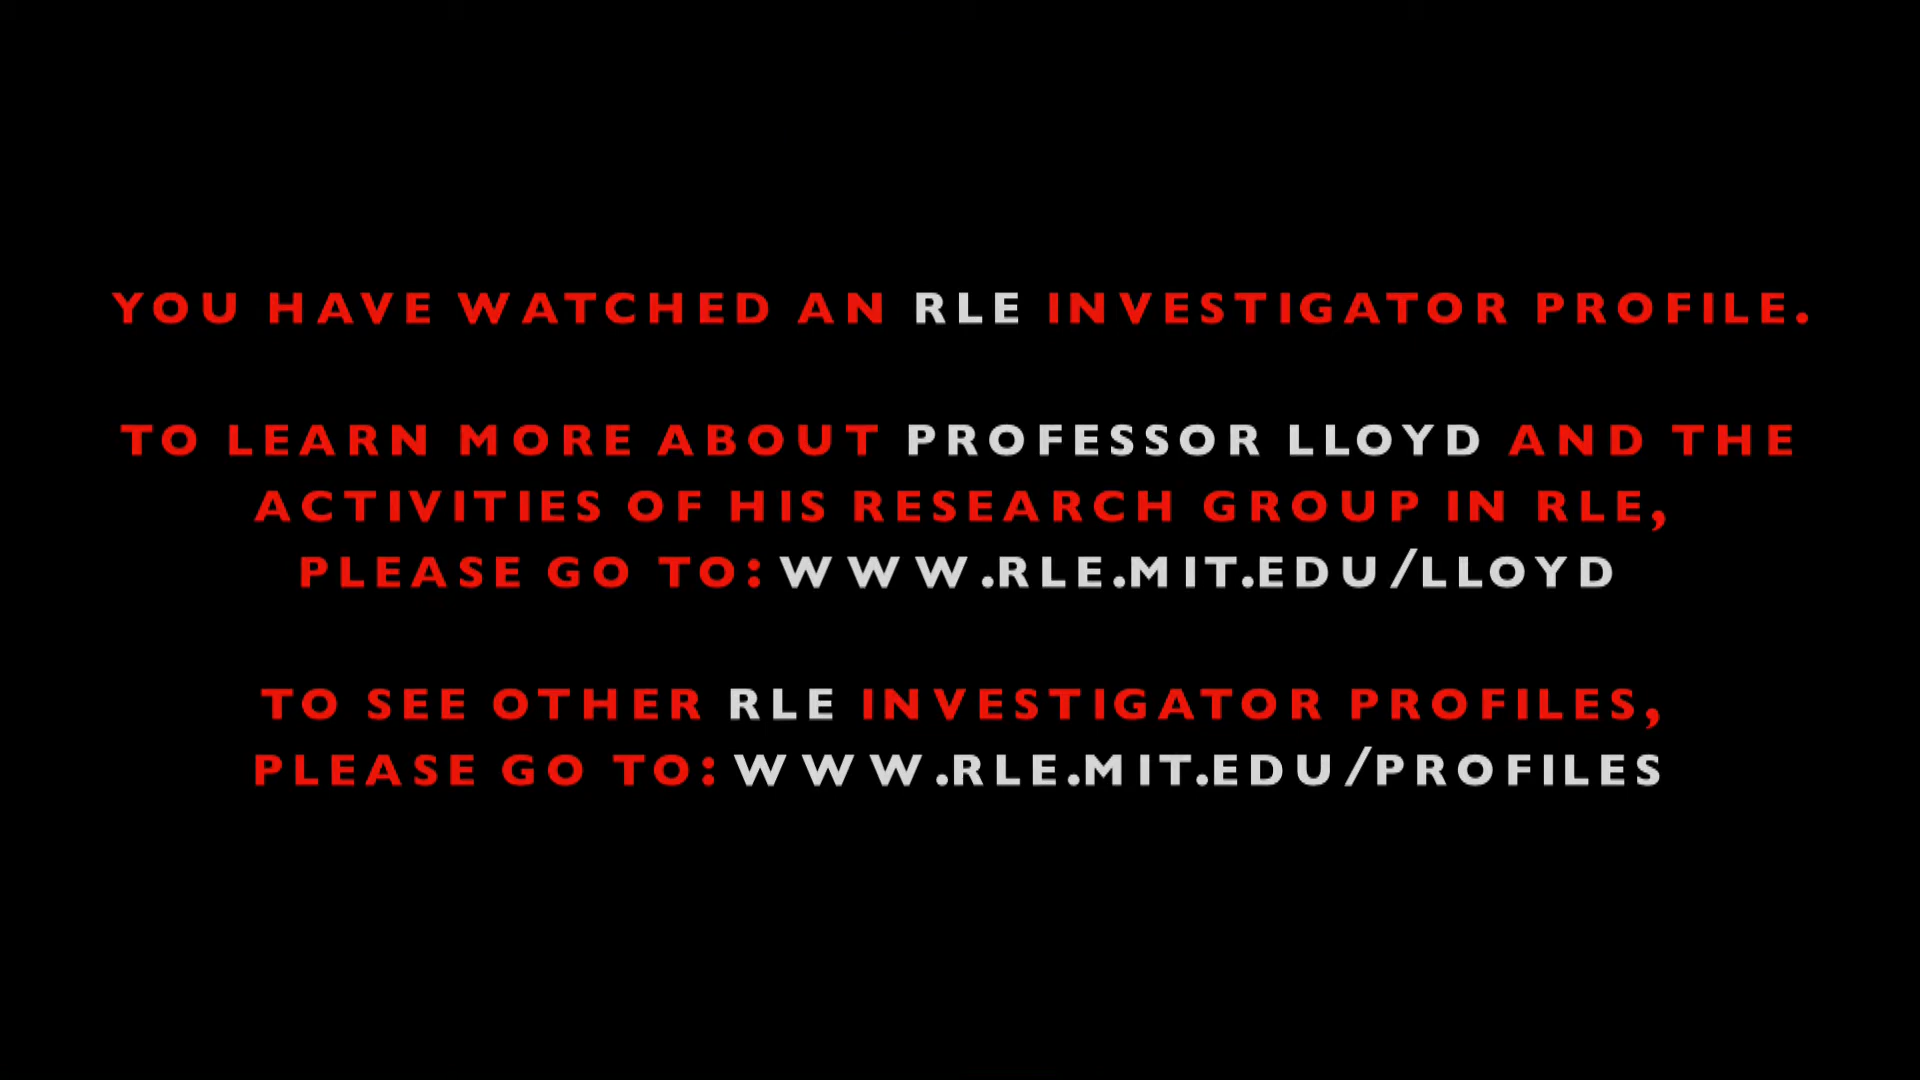 YOU HAVE WATCHED AN RLE INVESTIGATOR PROFILE.
TO LEARN MORE ABOUT PROFESSOR LLOYD AND THE
ACTIVITIES OF HIS RESEARCH GROUP IN RLE,
PLEASE GO TO: WWW.RLE.MIT.EDU/LLOYD
TO SEE OTHER RLE INVESTIGATOR PROFILES,
PLEASE GO TO: WWW.RLE.MIT.EDU/PROFILES